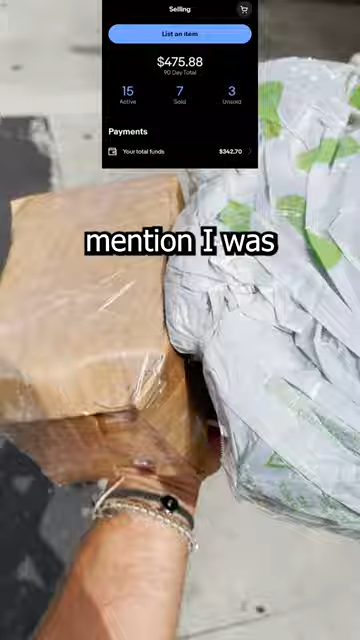 Selling
List an item
$475.88
90 Day Total
15
7
3
Active
Sold
Unsold
Payments
Your total funds
$342.70
mention I was